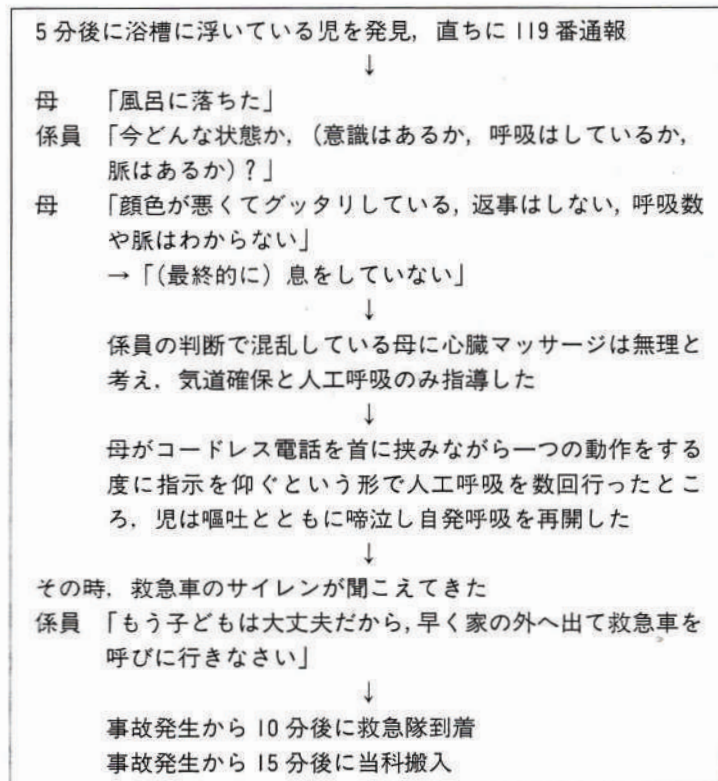 5分後に浴槽に浮いている児を発見，直ちに119番通報
↓
母　「風呂に落ちた」
係員　「今どんな状態か，（意識はあるか，呼吸はしているか，
脈はあるか）？」
母　「顔色が悪くてグッタリしている，返事はしない，呼吸数
や脈はわからない」
→「（最終的に）息をしていない」
↓
係員の判断で混乱している母に心臓マッサージは無理と
考え，気道確保と人工呼吸のみ指導した
↓
母がコードレス電話を首に挟みながら一つの動作をする
度に指示を仰ぐという形で人工呼吸を数回行ったとこ
ろ，児は嘔吐とともに啼泣し自発呼吸を再開した
↓
その時，救急車のサイレンが聞こえてきた
係員　「もう子どもは大丈夫だから，早く家の外へ出て救急車を
呼びに行きなさい」
↓
事故発生から10分後に救急隊到着
事故発生から15分後に当科搬入